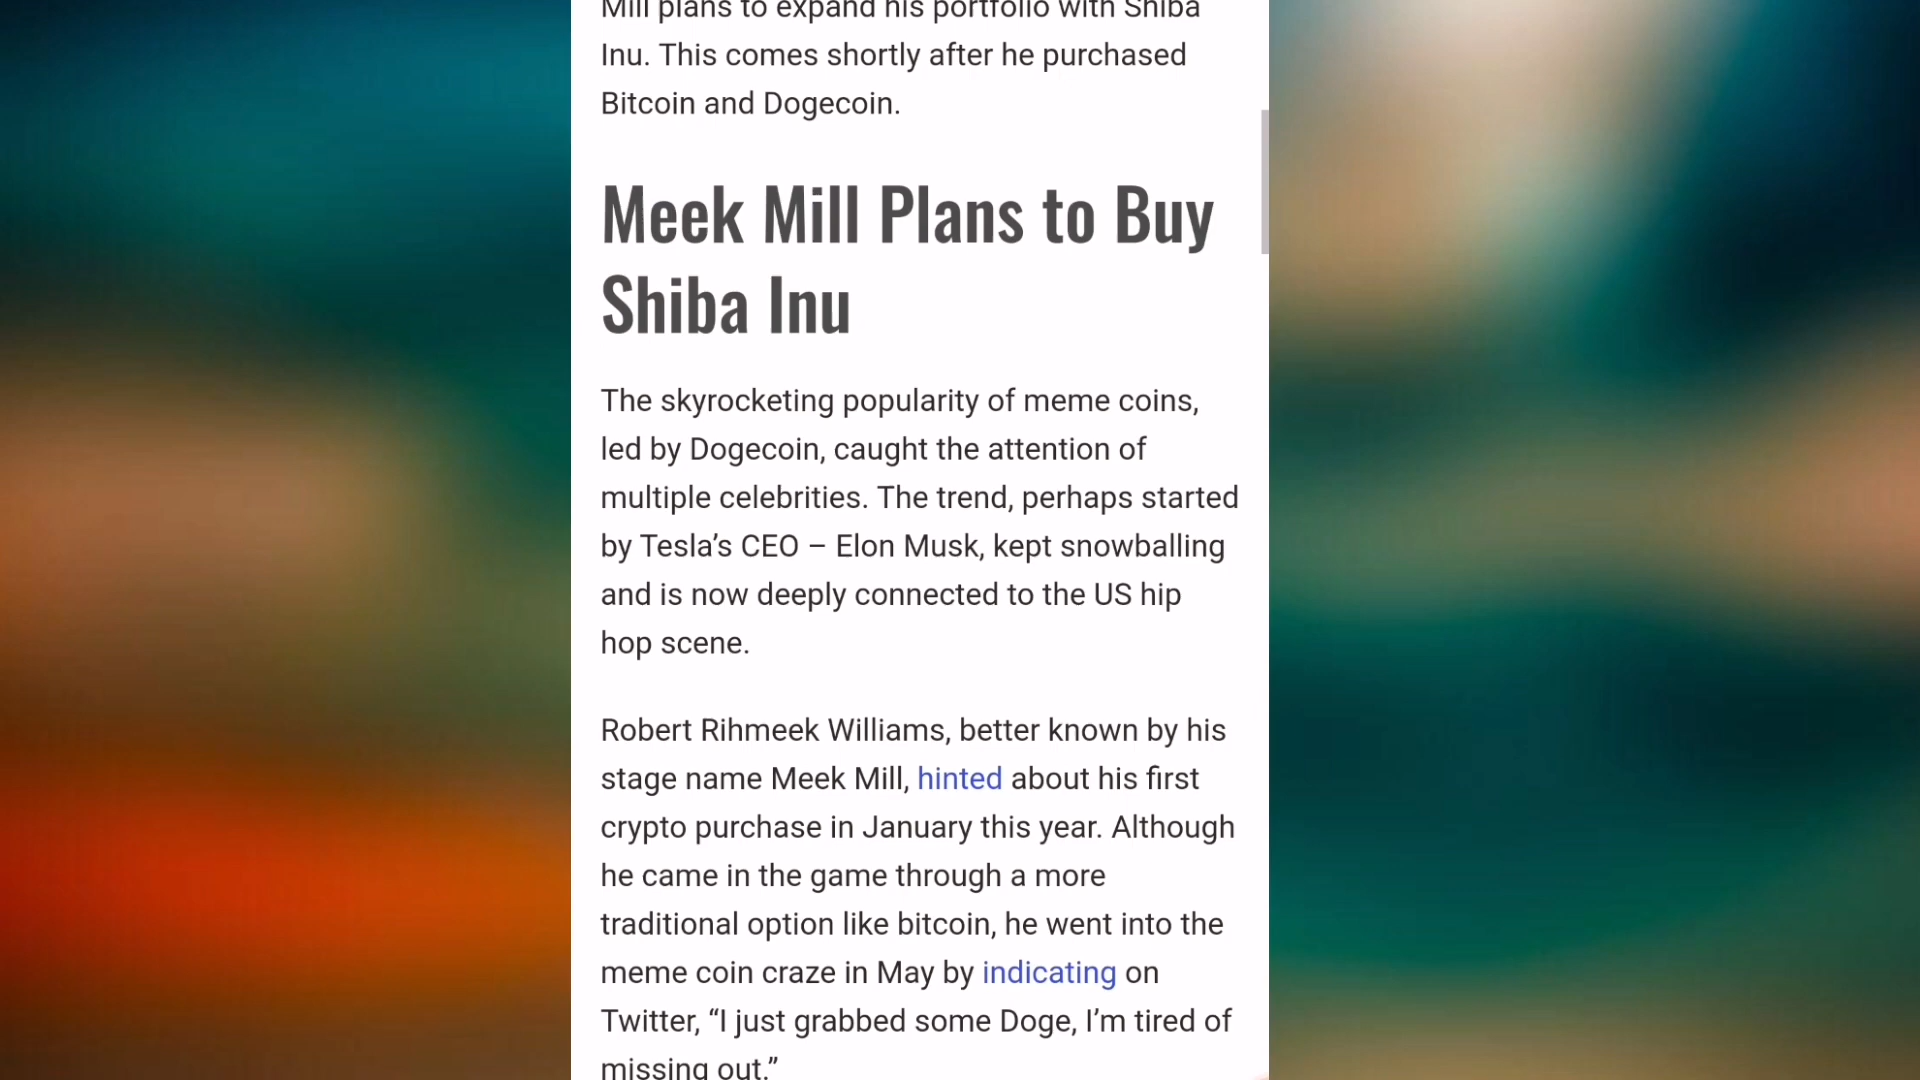 Mill plans to expand his portfolio with Shiba
Inu. This comes shortly after he purchased
Bitcoin and Dogecoin.
Meek Mill Plans to Buy
Shiba Inu
The skyrocketing popularity of meme coins,
led by Dogecoin, caught the attention of
multiple celebrities. The trend, perhaps started
by Tesla’s CEO – Elon Musk, kept snowballing
and is now deeply connected to the US hip
hop scene.
Robert Rihmeek Williams, better known by his
stage name Meek Mill, hinted about his first
crypto purchase in January this year. Although
he came in the game through a more
traditional option like bitcoin, he went into the
meme coin craze in May by indicating on
Twitter, “I just grabbed some Doge, I’m tired of
missing out.”